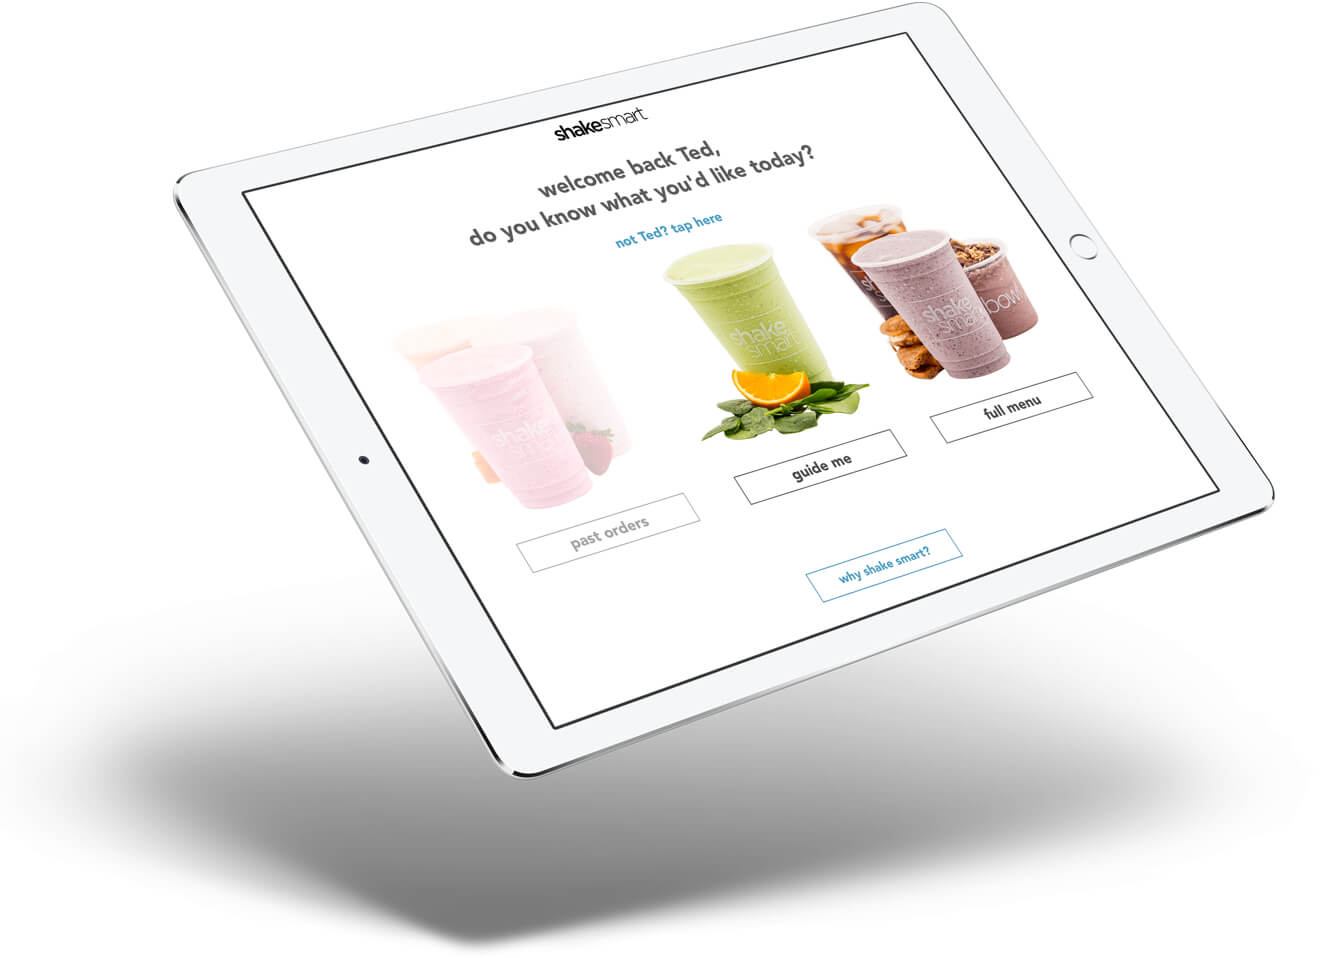 shakesmart
welcome back Ted,
do you know what you'd like today?
not Ted? tap here
shake
smart
shake
smart
shake
smart
bowl
past orders
guide me
full menu
why shake smart?